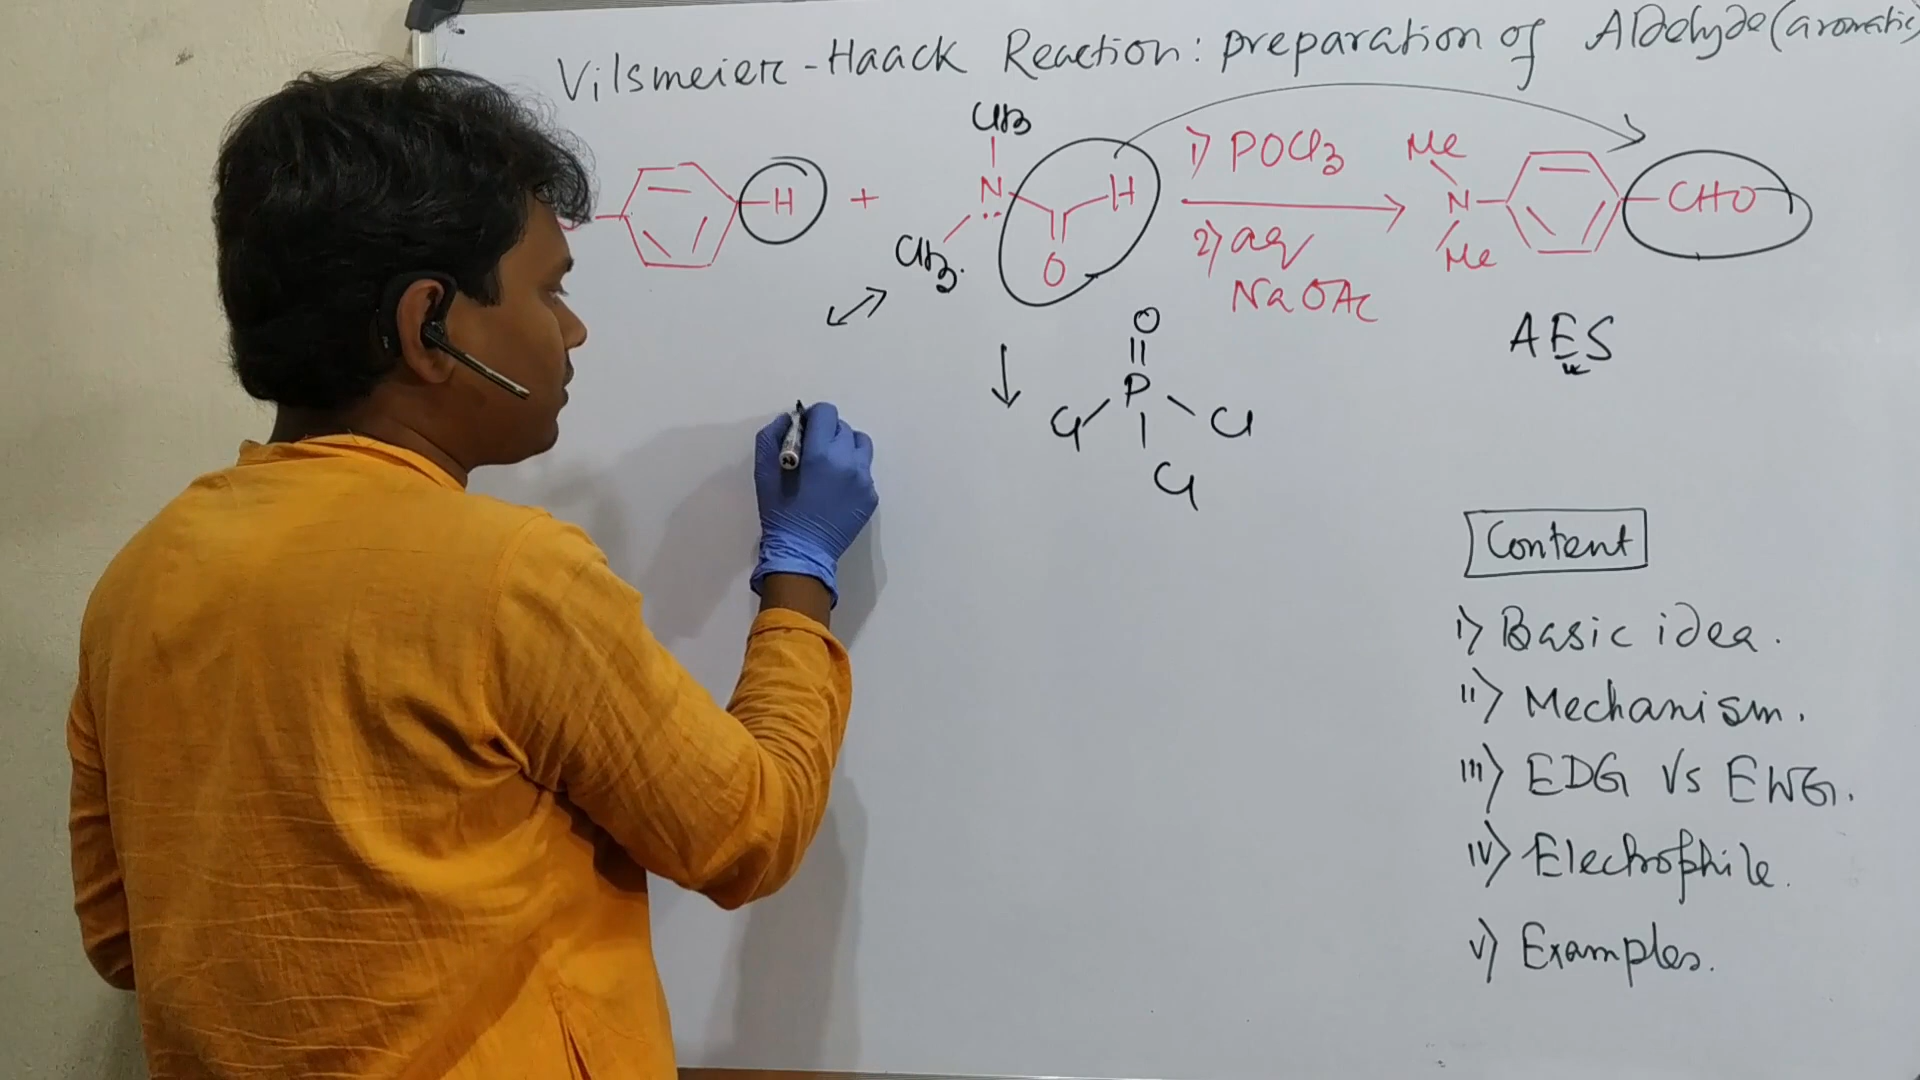 Vilsmeier-Haack Reaction: preparation of Aldehyde (aromatic)
CH3
H + N H
CH3.
O
1) POCl3
2) aq
NaOAc
Me
N CHO
Me
AES
O
P
Cl Cl
Cl
Content
i) Basic idea.
ii) Mechanism.
iii) EDG Vs EWG.
iv) Electrophile.
v) Examples.